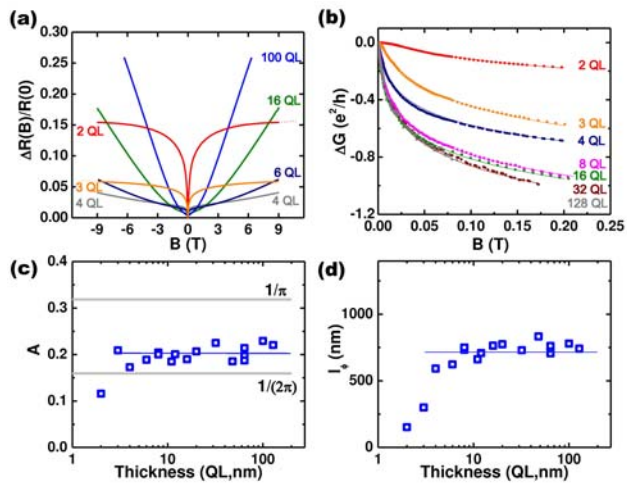 (a)
0.30
0.25
0.20
0.15
0.10
0.05
0.00
ΔR(B)/R(0)
100 QL
16 QL
2 QL
6 QL
3 QL
4 QL
4 QL
-9 -6 -3 0 3 6 9
B (T)
(b)
0.0
-0.4
-0.8
-1.2
ΔG (e²/h)
2 QL
3 QL
4 QL
8 QL
16 QL
32 QL
128 QL
0.00 0.05 0.10 0.15 0.20 0.25
B (T)
(c)
0.4
0.3
0.2
0.1
0.0
A
1/π
1/(2π)
1 10 100
Thickness (QL,nm)
(d)
1250
750
500
250
0
lφ (nm)
1 10 100
Thickness (QL,nm)